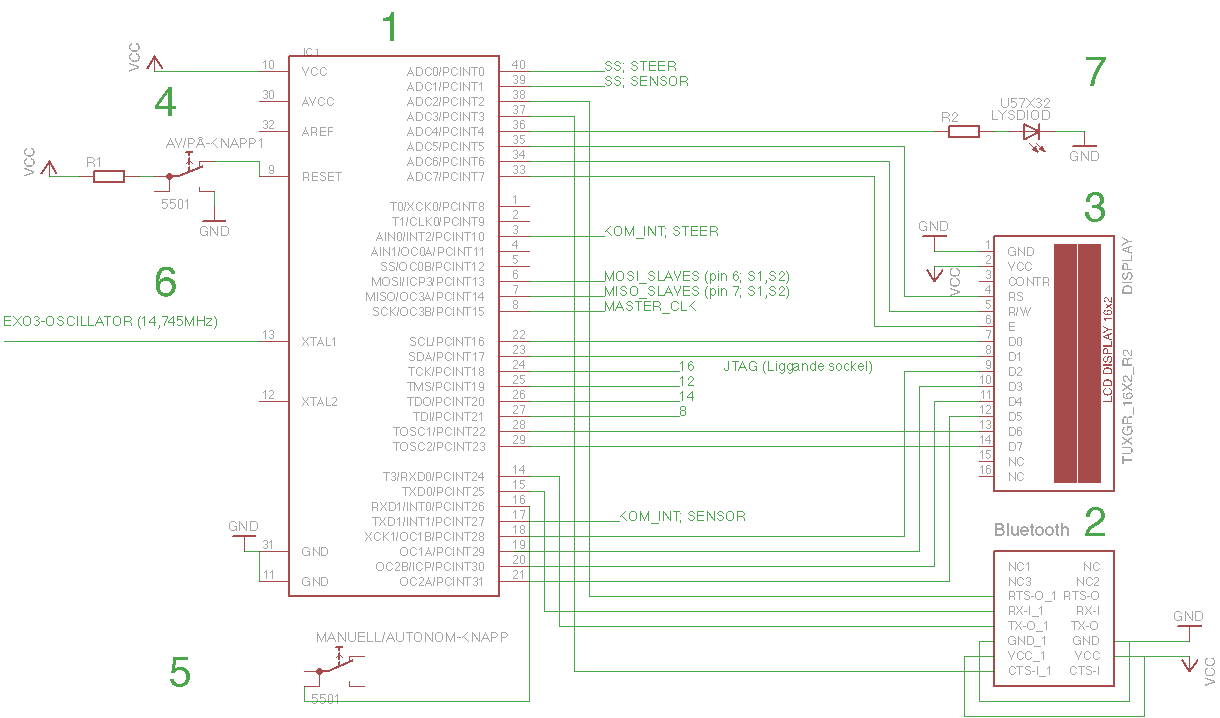 1
IC1
VCC
10
VCC
ADC0/PCINT0
40
SS; STEER
ADC1/PCINT1
39
SS; SENSOR
7
4
30
AVCC
ADC2/PCINT2
38
ADC3/PCINT3
37
U57X32
LYSDIOD
R2
GND
32
AREF
ADC4/PCINT4
36
AV/PÅ-KNAPP1
ADC5/PCINT5
35
VCC
R1
ADC6/PCINT6
34
9
RESET
ADC7/PCINT7
33
5501
GND
3
T0/XCK0/PCINT8
1
T1/CLK0/PCINT9
2
AIN0/INT2/PCINT10
3
KOM_INT; STEER
AIN1/OC0A/PCINT11
4
SS/OC0B/PCINT12
5
MOSI/ICP3/PCINT13
6
MOSI_SLAVES (pin 6; S1,S2)
MISO/OC3A/PCINT14
7
MISO_SLAVES (pin 7; S1,S2)
SCK/OC3B/PCINT15
8
MASTER_CLK
6
EXO3-OSCILLATOR (14,745MHz)
13
XTAL1
SCL/PCINT16
22
SDA/PCINT17
23
TCK/PCINT18
24
16
JTAG (Liggande sockel)
TMS/PCINT19
25
12
12
XTAL2
TDO/PCINT20
26
14
TDI/PCINT21
27
8
TOSC1/PCINT22
28
TOSC2/PCINT23
29
T3/RXD0/PCINT24
14
TXD0/PCINT25
15
RXD1/INT0/PCINT26
16
TXD1/INT1/PCINT27
17
KOM_INT; SENSOR
XCK1/OC1B/PCINT28
18
GND
31
GND
OC1A/PCINT29
19
OC2B/ICP/PCINT30
20
11
GND
OC2A/PCINT31
21
GND
VCC
1
GND
2
VCC
3
CONTR
4
RS
5
R/W
6
E
7
D0
8
D1
9
D2
10
D3
11
D4
12
D5
13
D6
14
D7
15
NC
16
NC
LCD DISPLAY 16x2
DISPLAY
TUXGR_16X2_R2
2
Bluetooth
NC1
NC
NC3
NC2
RTS-O_1
RTS-O
RX-I_1
RX-I
TX-O_1
TX-O
GND_1
GND
VCC_1
VCC
CTS-I_1
CTS-I
GND
VCC
5
MANUELL/AUTONOM-KNAPP
5501